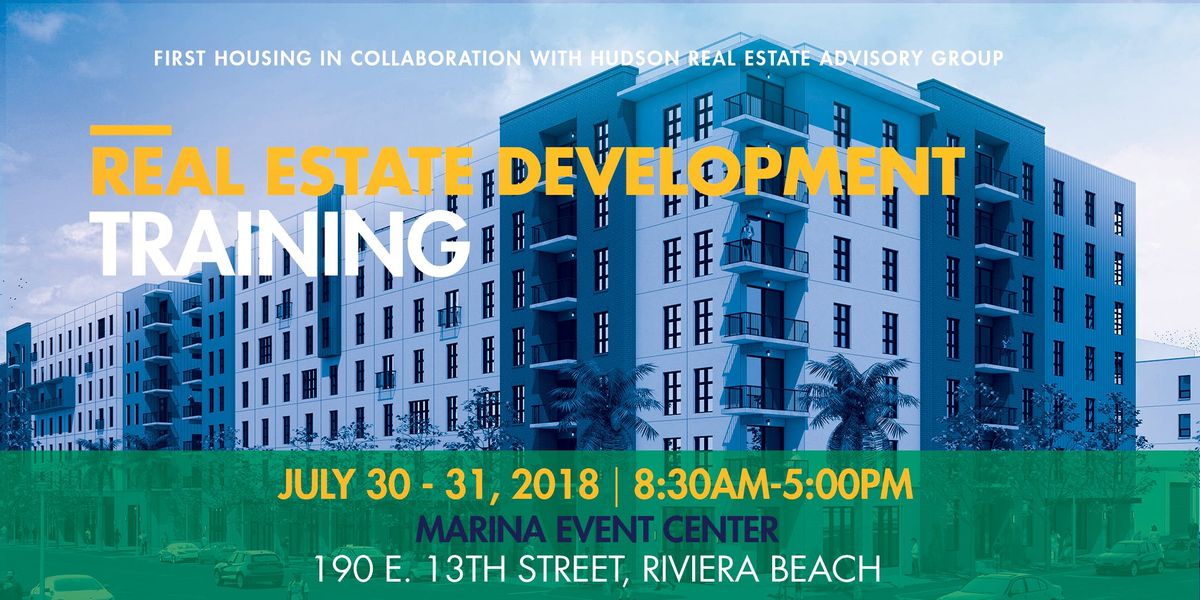 FIRST HOUSING IN COLLABORATION WITH HUDSON REAL ESTATE ADVISORY GROUP
REAL ESTATE DEVELOPMENT
TRAINING
JULY 30 - 31, 2018 | 8:30AM-5:00PM
MARINA EVENT CENTER
190 E. 13TH STREET, RIVIERA BEACH